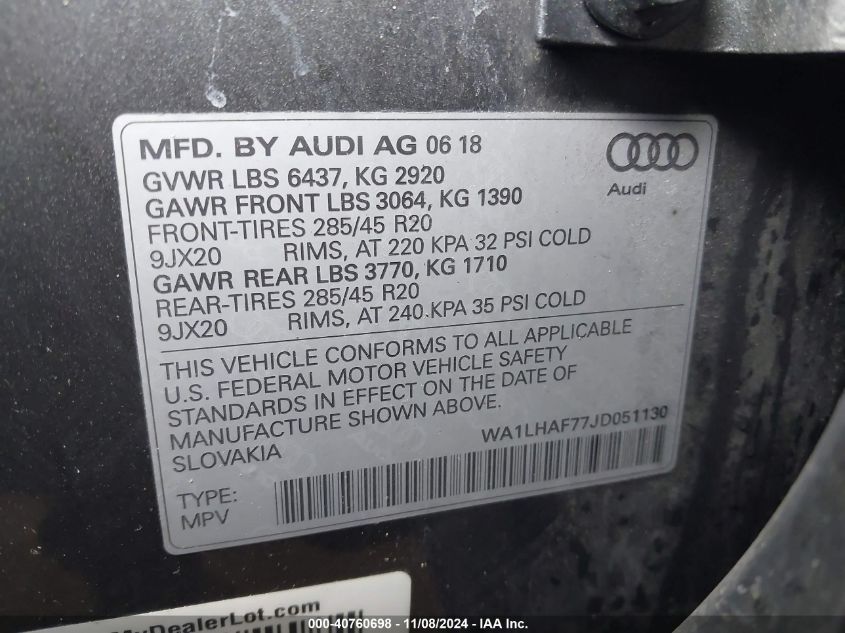 MFD. BY AUDI AG 06 18
Audi
GVWR LBS 6437, KG 2920
GAWR FRONT LBS 3064, KG 1390
FRONT-TIRES 285/45 R20
9JX20 RIMS, AT 220 KPA 32 PSI COLD
GAWR REAR LBS 3770, KG 1710
REAR-TIRES 285/45 R20
9JX20 RIMS, AT 240 KPA 35 PSI COLD
THIS VEHICLE CONFORMS TO ALL APPLICABLE
U.S. FEDERAL MOTOR VEHICLE SAFETY
STANDARDS IN EFFECT ON THE DATE OF
MANUFACTURE SHOWN ABOVE.
WA1LHAF77JD051130
SLOVAKIA
TYPE:
MPV
MyDealerLot.com
000-40760698 - 11/08/2024 - IAAI Inc.